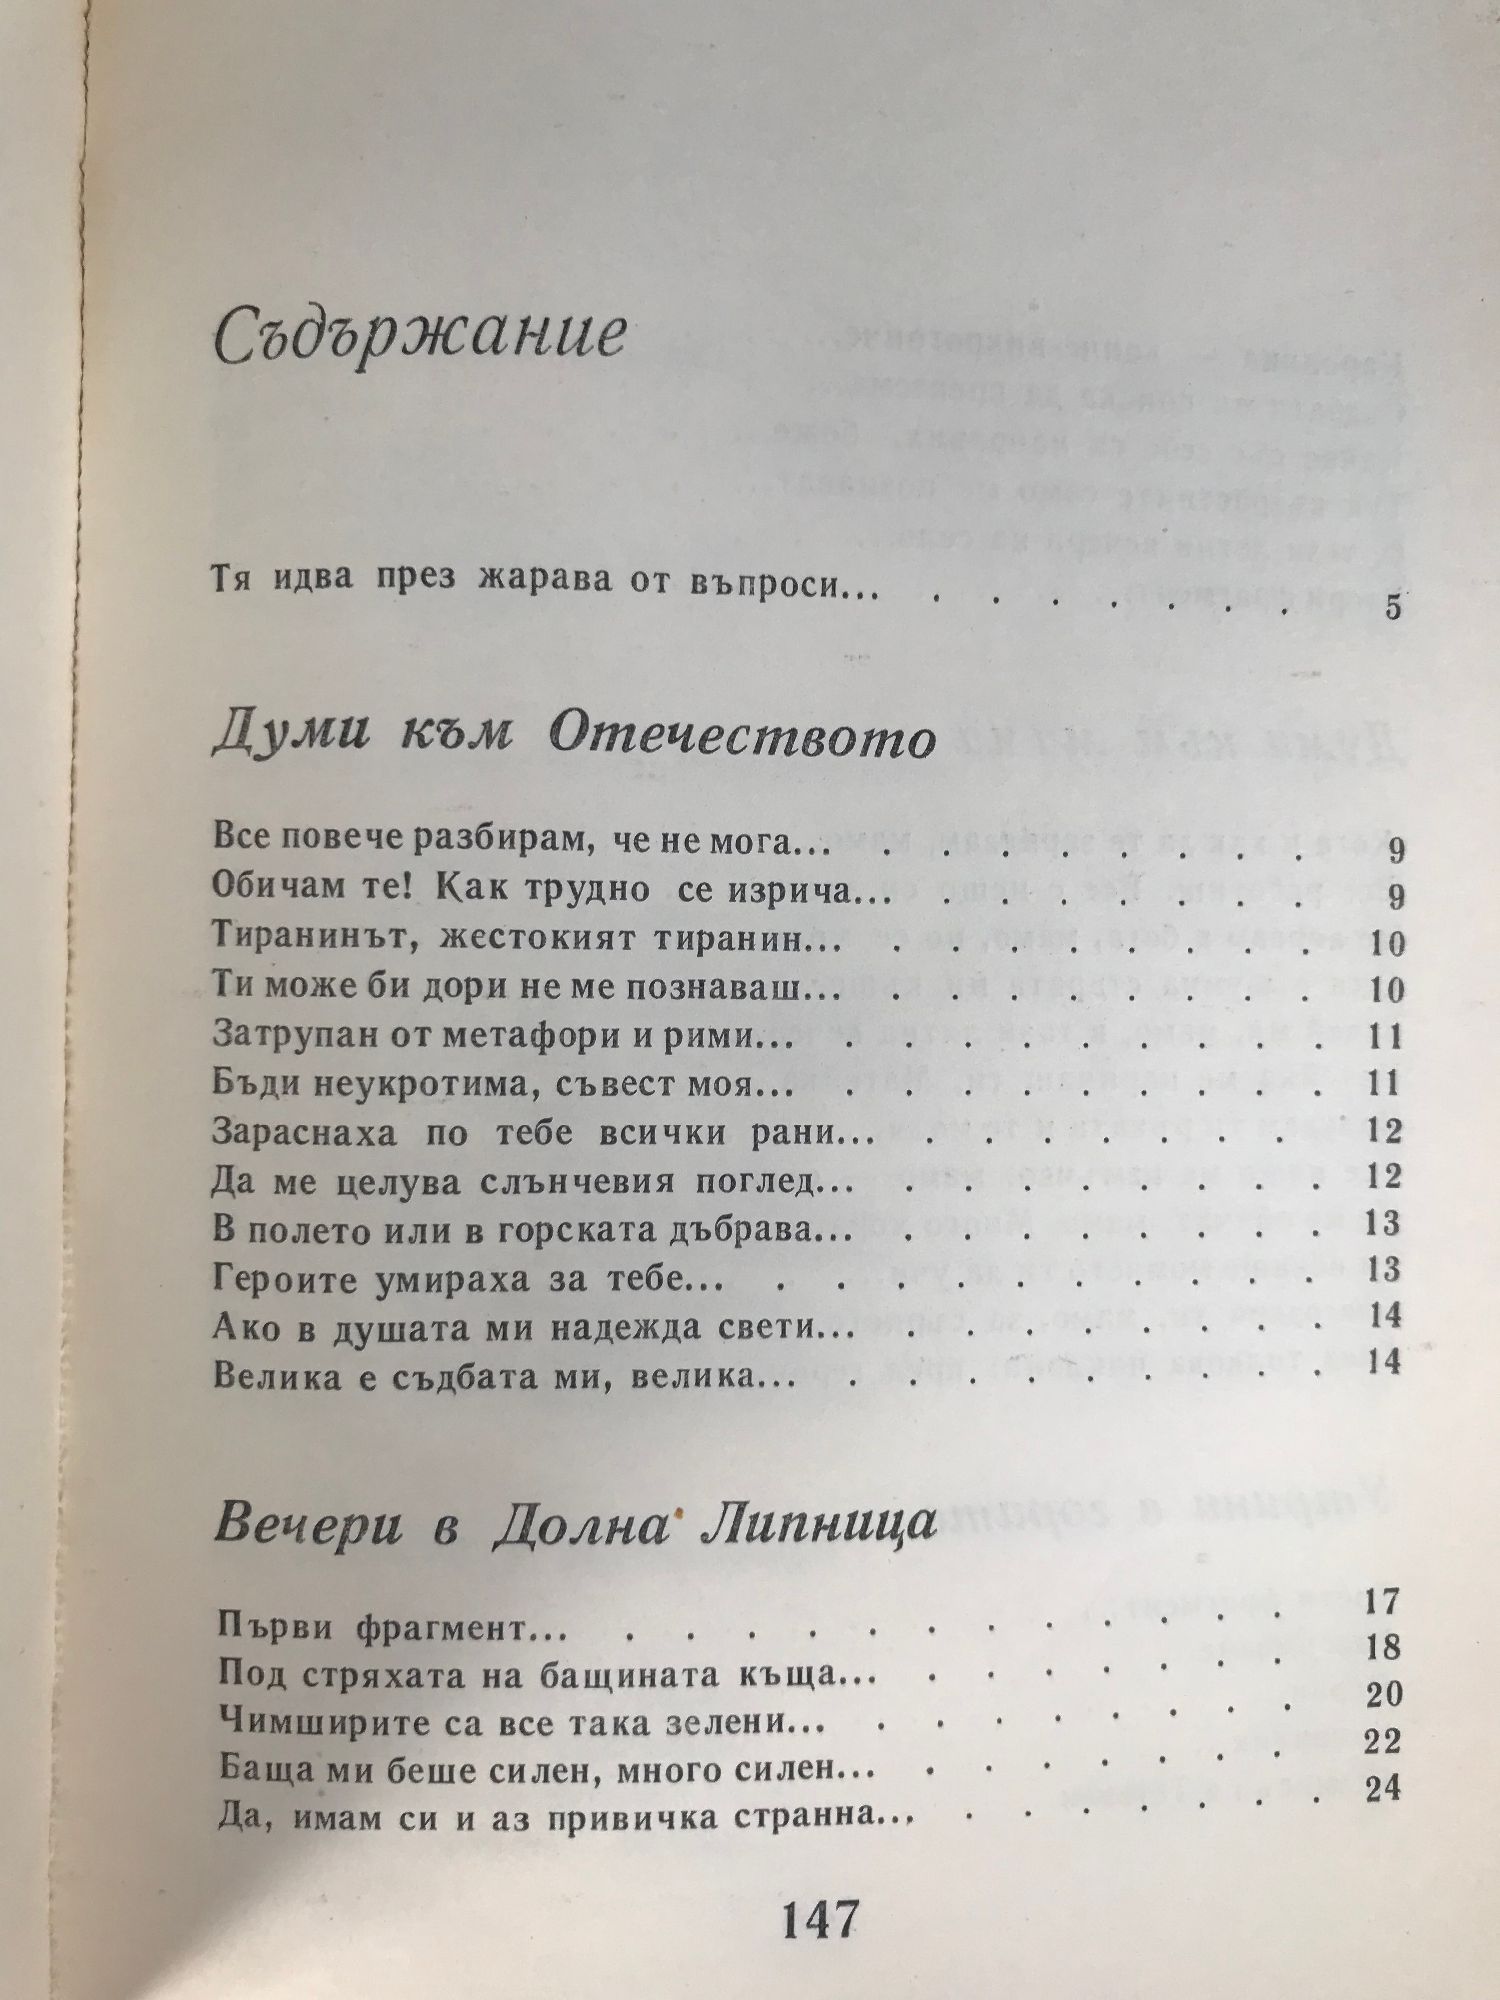 Съдържание
Тя идва през жарава от въпроси... . . . . . . . 5
Думи към Отечеството
Все повече разбирам, че не мога... . . . . . . . . 9
Обичам те! Как трудно се изрича... . . . . . . . 9
Тиранинът, жестокият тиранин... . . . . . . . . 10
Ти може би дори не ме познаваш... . . . . . . . . 10
Затрупан от метафори и рими... . . . . . . . . . 11
Бъди неукротима, съвест моя... . . . . . . . . . 11
Зараснаха по тебе всички рани... . . . . . . . 12
Да ме целува слънчевия поглед... . . . . . . . . 12
В полето или в горската дъбрава... . . . . . . . . 13
Героите умираха за тебе... . . . . . . . . . . 13
Ако в душата ми надежда свети... . . . . . . . . 14
Велика е съдбата ми, велика... . . . . . . . . . 14
Вечери в Долна Липница
Първи фрагмент... . . . . . . . . . . . . 17
Под стряхата на бащината къща... . . . . . . . 18
Чимширите са все така зелени... . . . . . . . . 20
Баща ми беше силен, много силен... . . . . . . . 22
Да, имам си и аз привичка странна... . . . . . . . 24
147